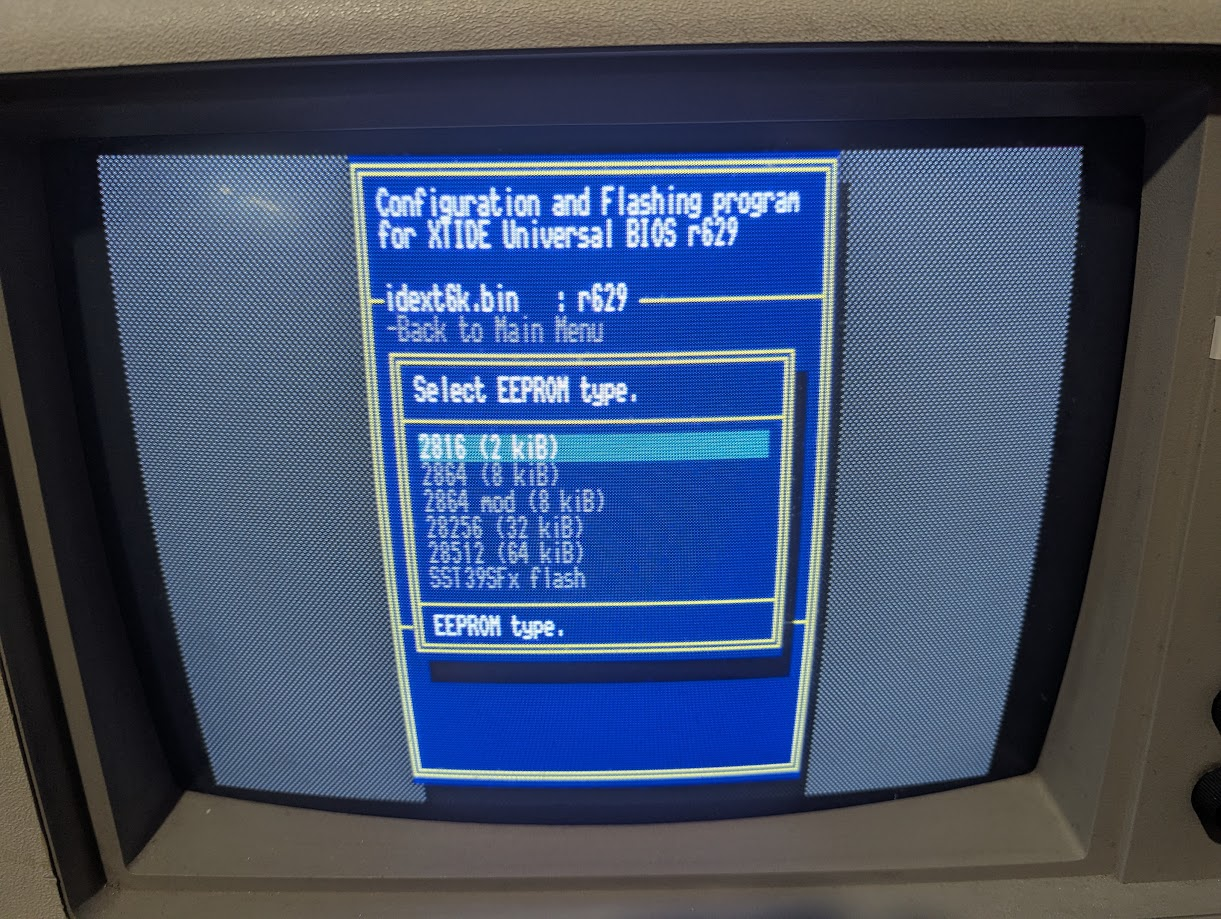 Configuration and Flashing program
for XTIDE Universal BIOS r629
idext6k.bin : r629
-Back to Main Menu
Select EEPROM type.
2816 (2 kiB)
2864 (8 kiB)
2864 mod (8 kiB)
28256 (32 kiB)
28512 (64 kiB)
SST39SFx flash
EEPROM type.